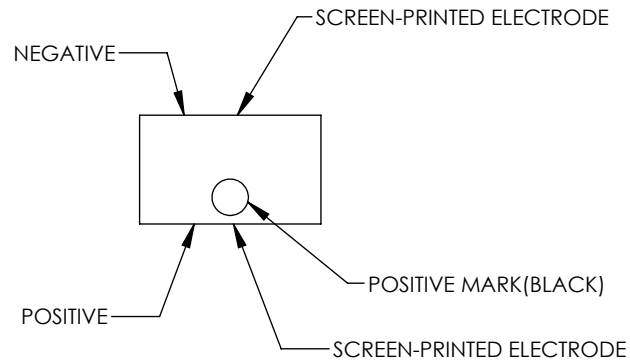 SCREEN-PRINTED ELECTRODE
NEGATIVE
POSITIVE MARK(BLACK)
POSITIVE
SCREEN-PRINTED ELECTRODE